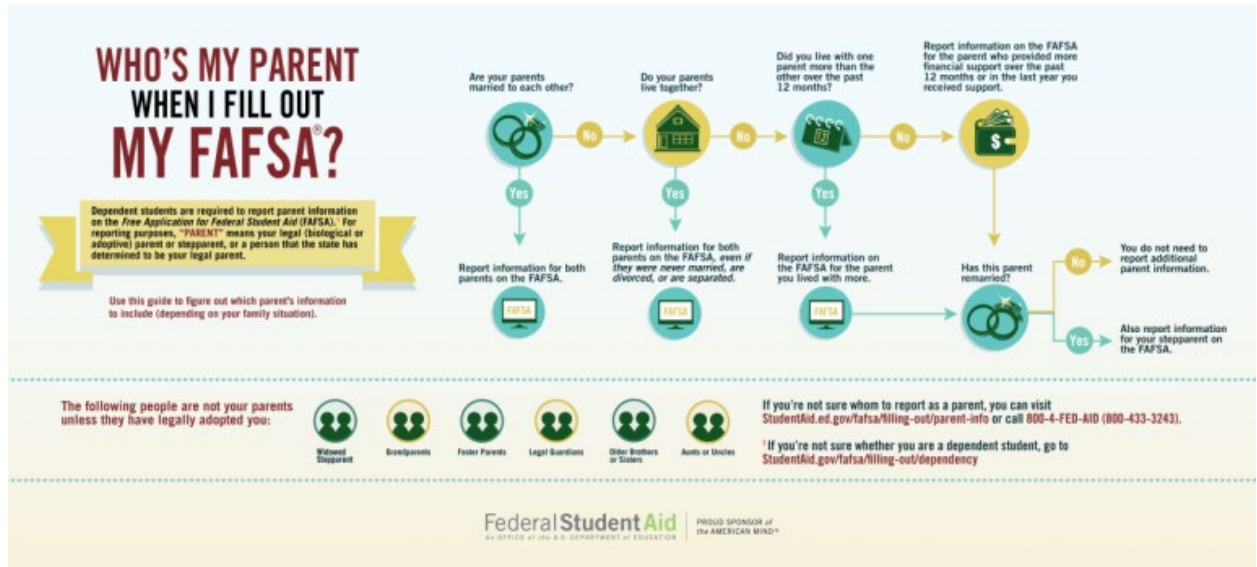 WHO'S MY PARENT
WHEN I FILL OUT
MY FAFSA®?
Dependent students are required to report parent information
on the Free Application for Federal Student Aid (FAFSA).¹ For
reporting purposes, "PARENT" means your legal (biological or
adoptive) parent or stepparent, or a person that the state has
determined to be your legal parent.
Use this guide to figure out which parent's information
to include (depending on your family situation).
Are your parents
married to each other?
No
Do your parents
live together?
No
Did you live with one
parent more than the
other over the past
12 months?
12
No
Report information on the FAFSA
for the parent who provided more
financial support over the past
12 months or in the last year you
received support.
$
Yes
Yes
Yes
Report information for both
parents on the FAFSA.
FAFSA
Report information for both
parents on the FAFSA, even if
they were never married, are
divorced, or are separated.
FAFSA
Report information on
the FAFSA for the parent
you lived with more.
FAFSA
Has this parent
remarried?
No
You do not need to
report additional
parent information.
Yes
Also report information
for your stepparent on
the FAFSA.
The following people are not your parents
unless they have legally adopted you:
Widowed
Stepparent
Grandparents
Foster Parents
Legal Guardians
Older Brothers
or Sisters
Aunts or Uncles
If you're not sure whom to report as a parent, you can visit
StudentAid.ed.gov/fafsa/filling-out/parent-info or call 800-4-FED-AID (800-433-3243).
¹ If you're not sure whether you are a dependent student, go to
StudentAid.gov/fafsa/filling-out/dependency
Federal Student Aid
An OFFICE of the U.S. DEPARTMENT of EDUCATION
PROUD SPONSOR of
the AMERICAN MIND®